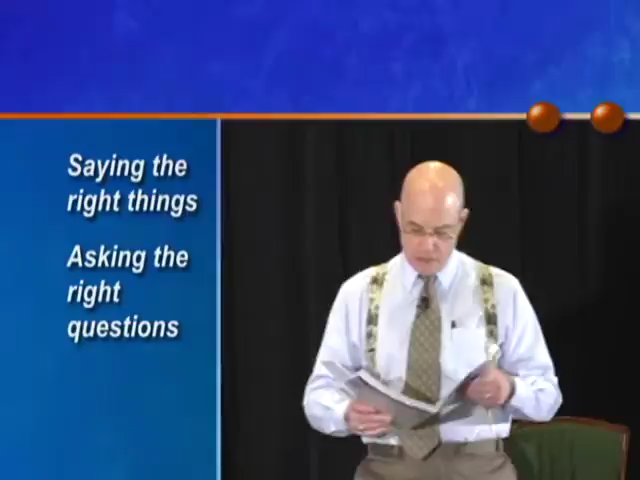 Saying the
right things
Asking the
right
questions